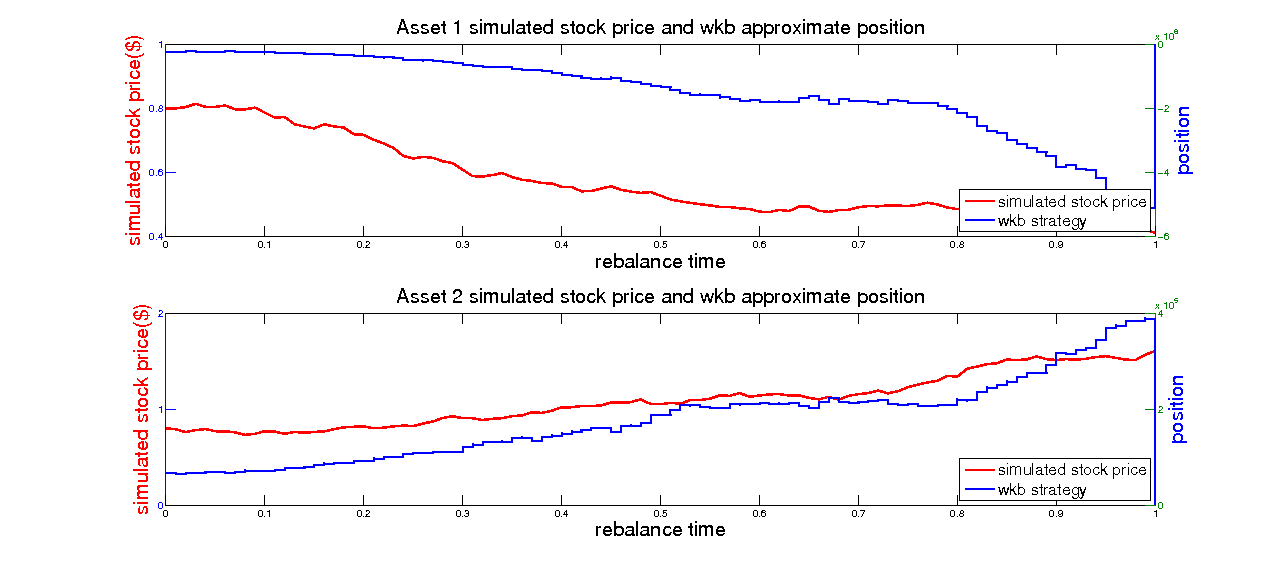 Asset 1 simulated stock price and wkb approximate position
simulated stock price($)
1
0.8
0.6
0.4
0
0.1
0.2
0.3
0.4
0.5
0.6
0.7
0.8
0.9
1
rebalance time
x 10
0
-2
-4
-6
position
simulated stock price
wkb strategy
Asset 2 simulated stock price and wkb approximate position
simulated stock price($)
2
1
0
0
0.1
0.2
0.3
0.4
0.5
0.6
0.7
0.8
0.9
1
rebalance time
x 10
4
2
0
position
simulated stock price
wkb strategy